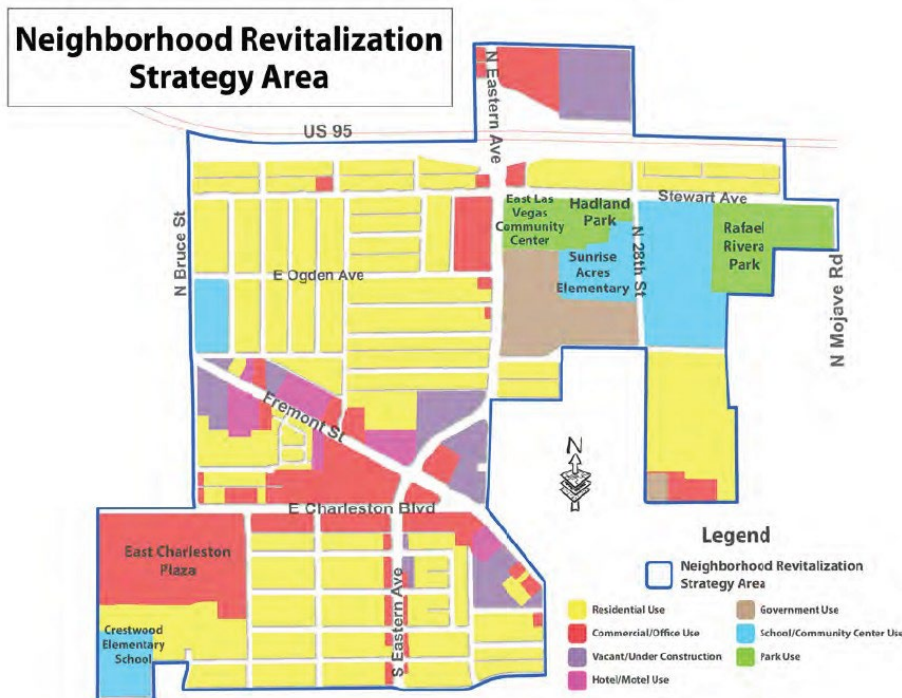 Neighborhood Revitalization
Strategy Area
N Eastern Ave
US 95
Stewart Ave
East Las
Vegas
Community
Center
Hadland
Park
Rafael
Rivera
Park
N Bruce St
E Ogden Ave
Sunrise
Acres
Elementary
N 28th St
N Mojave Rd
Fremont St
N
E Charleston Blvd
East Charleston
Plaza
S Eastern Ave
Crestwood
Elementary
School
Legend
Neighborhood Revitalization
Strategy Area
Residential Use
Government Use
Commercial/Office Use
School/Community Center Use
Vacant/Under Construction
Park Use
Hotel/Motel Use